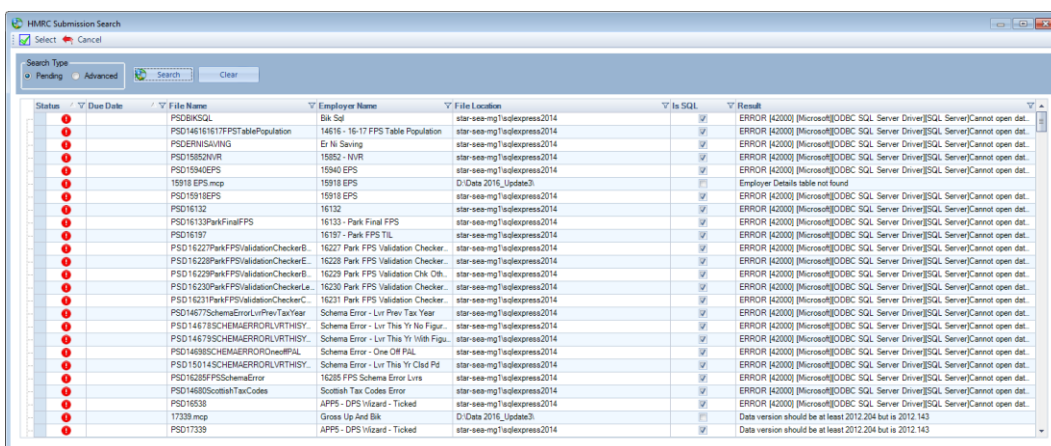 HMRC Submission Search
Select Cancel
Search Type
Pending Advanced Search Clear
Status Due Date File Name Employer Name File Location Is SQL Result
PSDBIKSQL Bik Sql star-sea-mg1\sqlexpress2014 ERROR [42000] [Microsoft][ODBC SQL Server Driver][SQL Server]Cannot open dat..
PSD146161617FPSTablePopulation 14616 - 16-17 FPS Table Population star-sea-mg1\sqlexpress2014 ERROR [42000] [Microsoft][ODBC SQL Server Driver][SQL Server]Cannot open dat..
PSDERNISAVING Er Ni Saving star-sea-mg1\sqlexpress2014 ERROR [42000] [Microsoft][ODBC SQL Server Driver][SQL Server]Cannot open dat..
PSD15852NVR 15852 - NVR star-sea-mg1\sqlexpress2014 ERROR [42000] [Microsoft][ODBC SQL Server Driver][SQL Server]Cannot open dat..
PSD15940EPS 15940 EPS star-sea-mg1\sqlexpress2014 ERROR [42000] [Microsoft][ODBC SQL Server Driver][SQL Server]Cannot open dat..
15918 EPS.mcp 15918 EPS D:\Data 2016_Update3\ Employer Details table not found
PSD15918EPS 15918 EPS star-sea-mg1\sqlexpress2014 ERROR [42000] [Microsoft][ODBC SQL Server Driver][SQL Server]Cannot open dat..
PSD16132 16132 star-sea-mg1\sqlexpress2014 ERROR [42000] [Microsoft][ODBC SQL Server Driver][SQL Server]Cannot open dat..
PSD16133ParkFinalFPS 16133 - Park Final FPS star-sea-mg1\sqlexpress2014 ERROR [42000] [Microsoft][ODBC SQL Server Driver][SQL Server]Cannot open dat..
PSD16197 16197 - Park FPS TIL star-sea-mg1\sqlexpress2014 ERROR [42000] [Microsoft][ODBC SQL Server Driver][SQL Server]Cannot open dat..
PSD16227ParkFPSValidationCheckerB.. 16227 Park FPS Validation Checker.. star-sea-mg1\sqlexpress2014 ERROR [42000] [Microsoft][ODBC SQL Server Driver][SQL Server]Cannot open dat..
PSD16228ParkFPSValidationCheckerE.. 16228 Park FPS Validation Checker.. star-sea-mg1\sqlexpress2014 ERROR [42000] [Microsoft][ODBC SQL Server Driver][SQL Server]Cannot open dat..
PSD16229ParkFPSValidationCheckerB.. 16229 Park FPS Validation Chk Oth.. star-sea-mg1\sqlexpress2014 ERROR [42000] [Microsoft][ODBC SQL Server Driver][SQL Server]Cannot open dat..
PSD16230ParkFPSValidationCheckerLe.. 16230 Park FPS Validation Checker.. star-sea-mg1\sqlexpress2014 ERROR [42000] [Microsoft][ODBC SQL Server Driver][SQL Server]Cannot open dat..
PSD16231ParkFPSValidationCheckerC.. 16231 Park FPS Validation Checker.. star-sea-mg1\sqlexpress2014 ERROR [42000] [Microsoft][ODBC SQL Server Driver][SQL Server]Cannot open dat..
PSD14677SchemaErrorLvrPrevTaxYear Schema Error - Lvr Prev Tax Year star-sea-mg1\sqlexpress2014 ERROR [42000] [Microsoft][ODBC SQL Server Driver][SQL Server]Cannot open dat..
PSD14678SCHEMAERRORLVRTHISY.. Schema Error - Lvr This Yr No Figur.. star-sea-mg1\sqlexpress2014 ERROR [42000] [Microsoft][ODBC SQL Server Driver][SQL Server]Cannot open dat..
PSD14679SCHEMAERRORLVRTHISY.. Schema Error - Lvr This Yr With Figu.. star-sea-mg1\sqlexpress2014 ERROR [42000] [Microsoft][ODBC SQL Server Driver][SQL Server]Cannot open dat..
PSD14698SCHEMAERROROneoffPAL Schema Error - One Off PAL star-sea-mg1\sqlexpress2014 ERROR [42000] [Microsoft][ODBC SQL Server Driver][SQL Server]Cannot open dat..
PSD15014SCHEMAERRORLVRTHISY.. Schema Error - Lvr This Yr Clsd Pd star-sea-mg1\sqlexpress2014 ERROR [42000] [Microsoft][ODBC SQL Server Driver][SQL Server]Cannot open dat..
PSD16285FPSSchemaError 16285 FPS Schema Error Lvrs star-sea-mg1\sqlexpress2014 ERROR [42000] [Microsoft][ODBC SQL Server Driver][SQL Server]Cannot open dat..
PSD14680ScottishTaxCodes Scottish Tax Codes Error star-sea-mg1\sqlexpress2014 ERROR [42000] [Microsoft][ODBC SQL Server Driver][SQL Server]Cannot open dat..
PSD16538 APP5 - DPS Wizard - Ticked star-sea-mg1\sqlexpress2014 ERROR [42000] [Microsoft][ODBC SQL Server Driver][SQL Server]Cannot open dat..
17339.mcp Gross Up And Bik D:\Data 2016_Update3\ Data version should be at least 2012.204 but is 2012.143
PSD17339 APP5 - DPS Wizard - Ticked star-sea-mg1\sqlexpress2014 Data version should be at least 2012.204 but is 2012.143